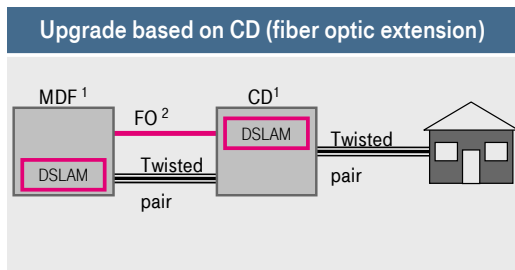 Upgrade based on CD (fiber optic extension)
MDF 1
FO 2
CD1
DSLAM
Twisted
pair
DSLAM
Twisted
pair